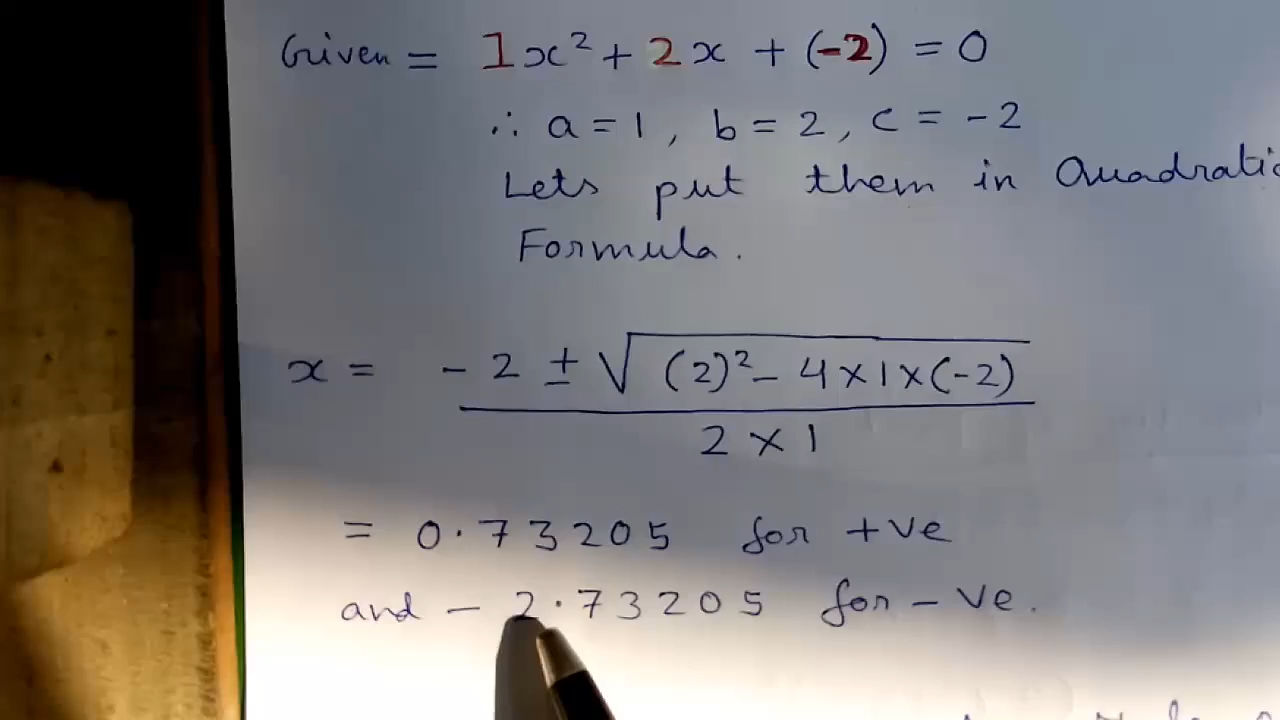 Given = 1x² + 2x + (-2) = 0
∴ a = 1, b = 2, c = -2
Lets put them in Quadratic
Formula.
x = -2 ± √(2)² - 4 × 1 × (-2)
2 × 1
= 0.73205 for +ve
and - 2.73205 for - ve.